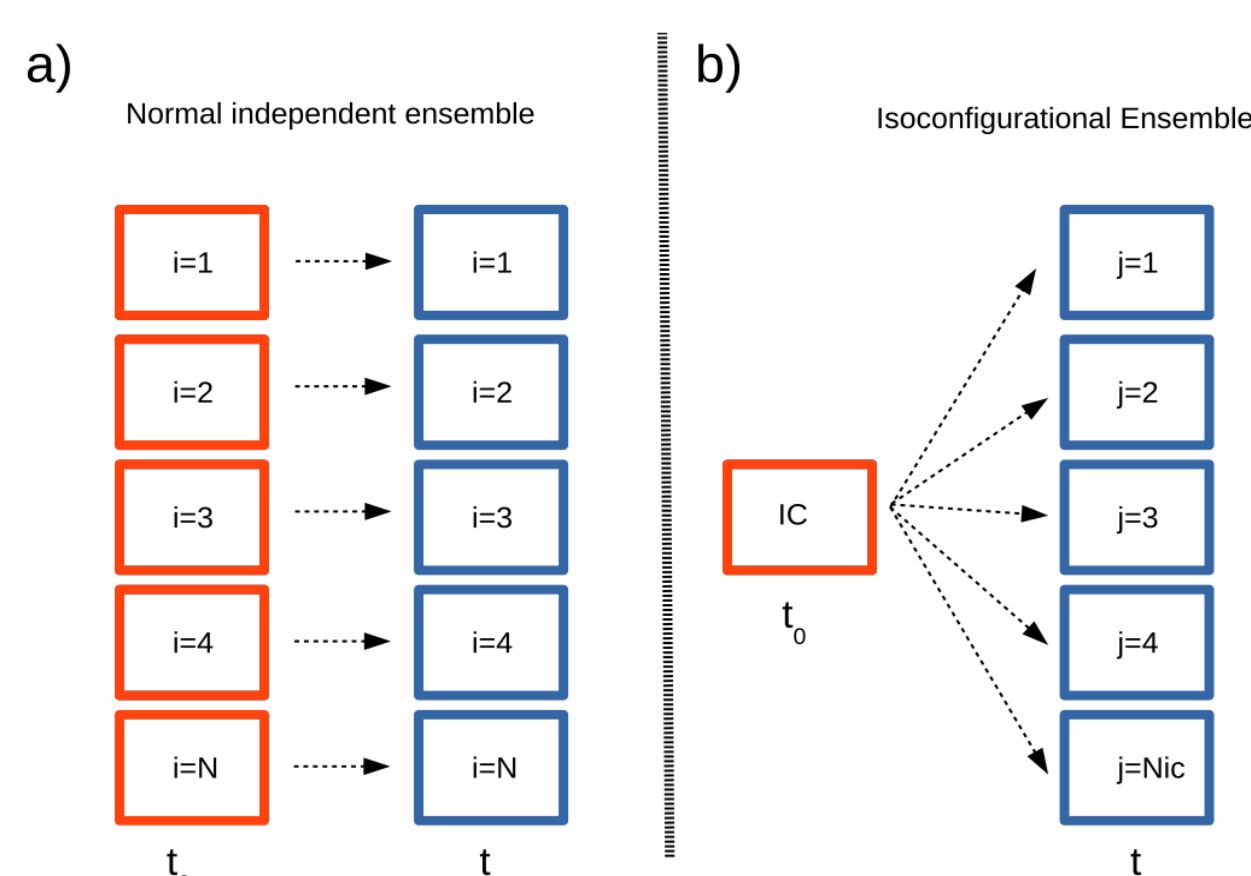 a)
Normal independent ensemble
i=1
i=1
i=2
i=2
i=3
i=3
i=4
i=4
i=N
i=N
t
t
b)
Isoconfigurational Ensemble
j=1
j=2
IC
j=3
t0
j=4
j=Nic
t